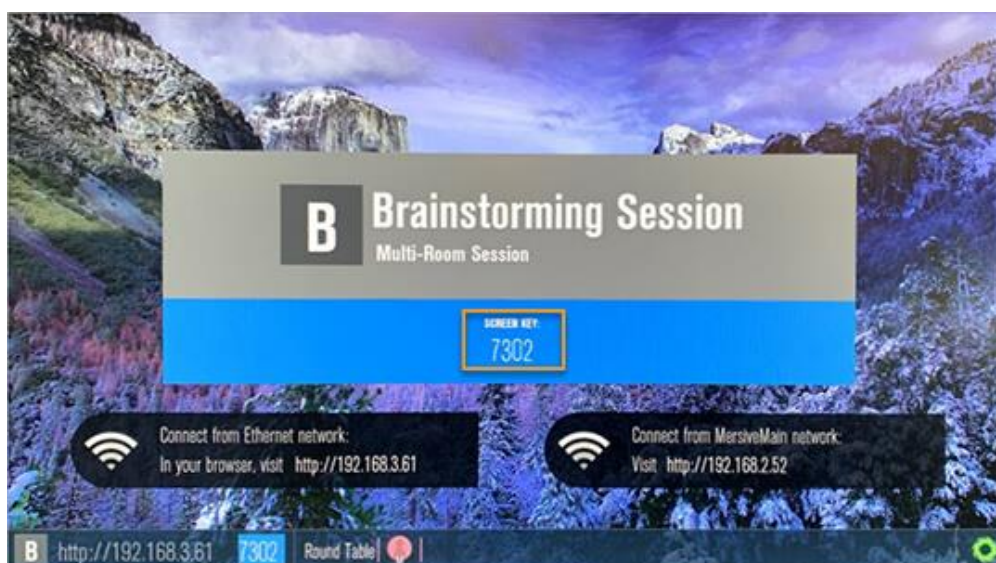 B
Brainstorming Session
Multi-Room Session
SCREEN KEY:
7302
Connect from Ethernet network:
In your browser, visit http://192.168.3.61
Connect from MersiveMain network:
Visit http://192.168.2.52
B http://192.168.3.61 7302 Round Table